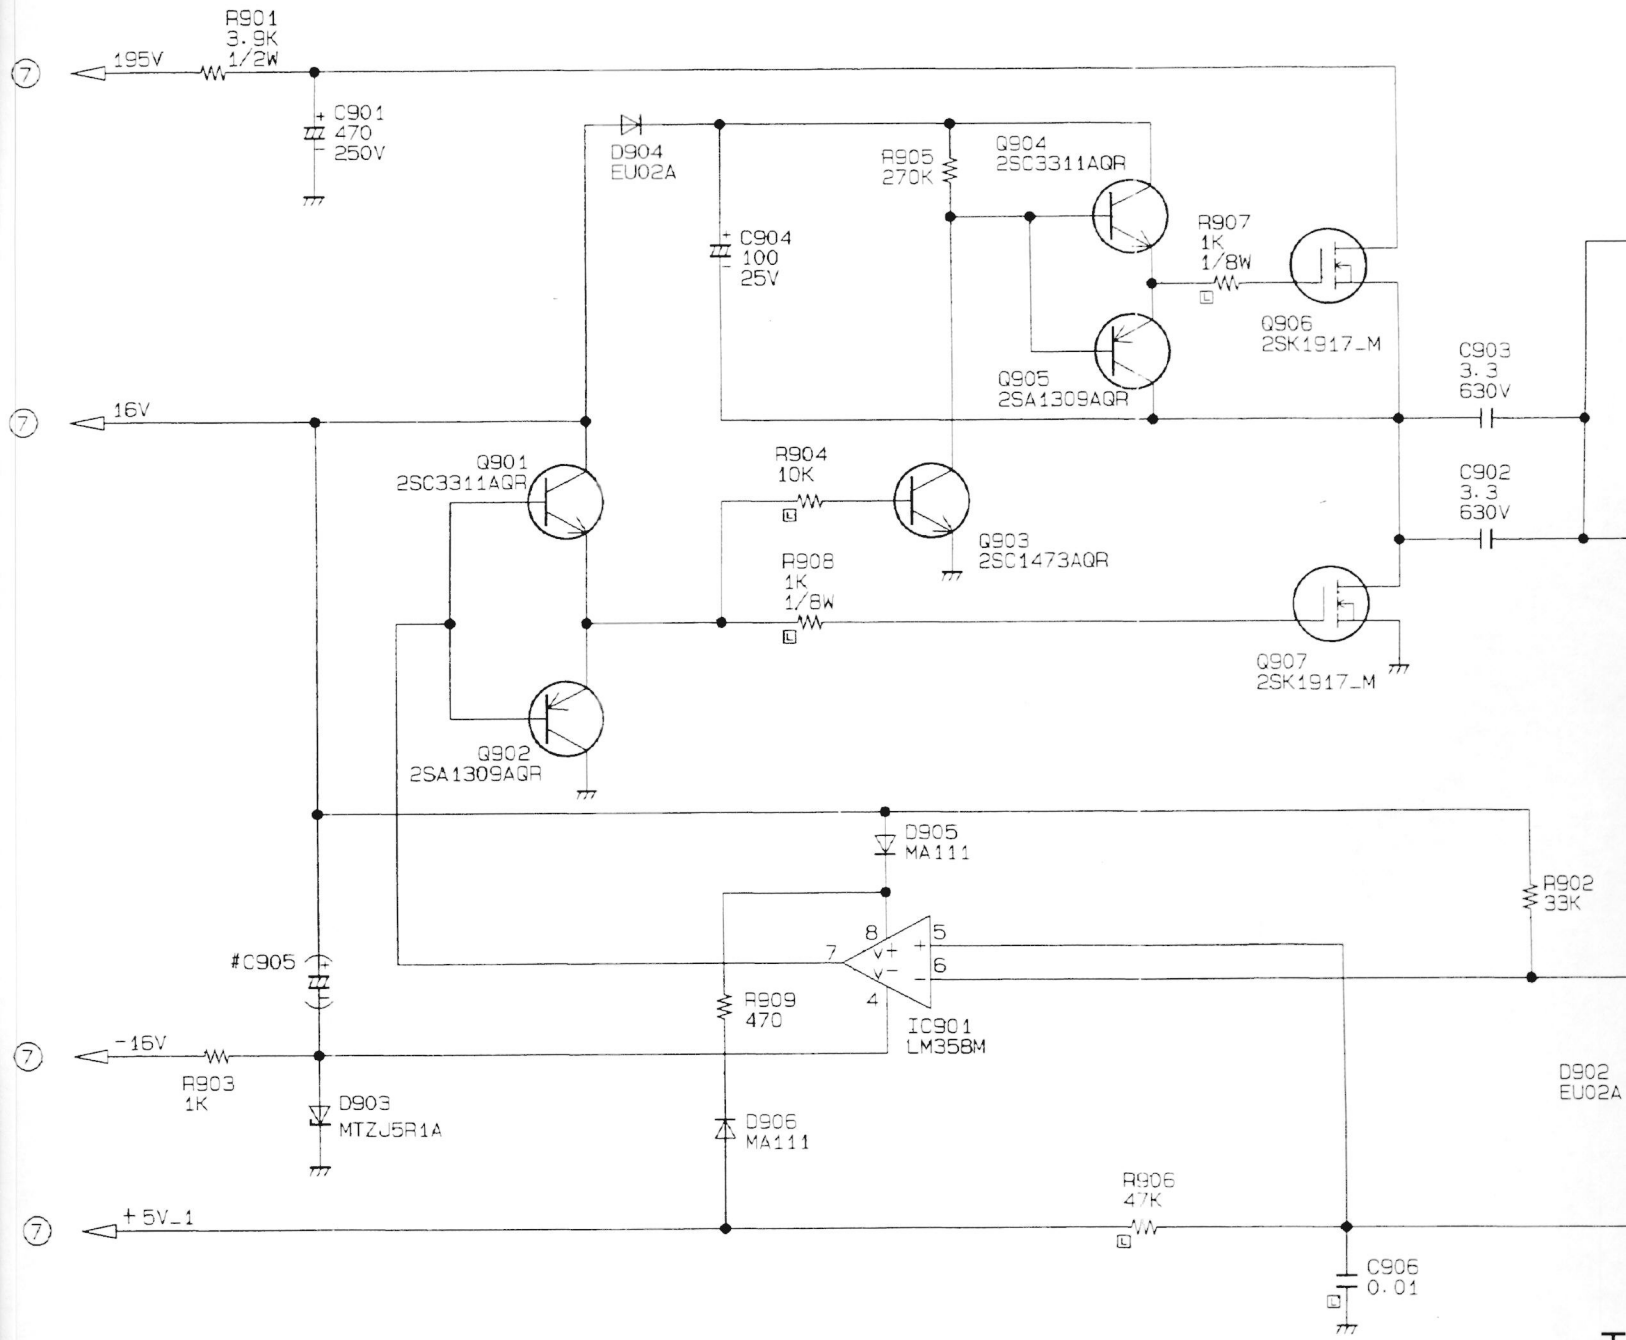 R901
3.9K
1/2W
7
195V
C901
+
470
-
250V
D904
EU02A
R905
270K
Q904
2SC3311AQR
+
C904
100
-
25V
R907
1K
1/8W
L
Q906
2SK1917_M
Q905
2SA1309AQR
C903
3.3
630V
7
16V
Q901
2SC3311AQR
R904
10K
L
C902
3.3
630V
Q903
2SC1473AQR
R908
1K
1/8W
L
Q907
2SK1917_M
Q902
2SA1309AQR
D905
MA111
R902
33K
8
5
7
V+
+
V-
-
6
4
#C905
+
-
R909
470
IC901
LM358M
7
-16V
R903
1K
D902
EU02A
D903
MTZJ5R1A
D906
MA111
R906
47K
L
7
+5V_1
C906
0.01
L